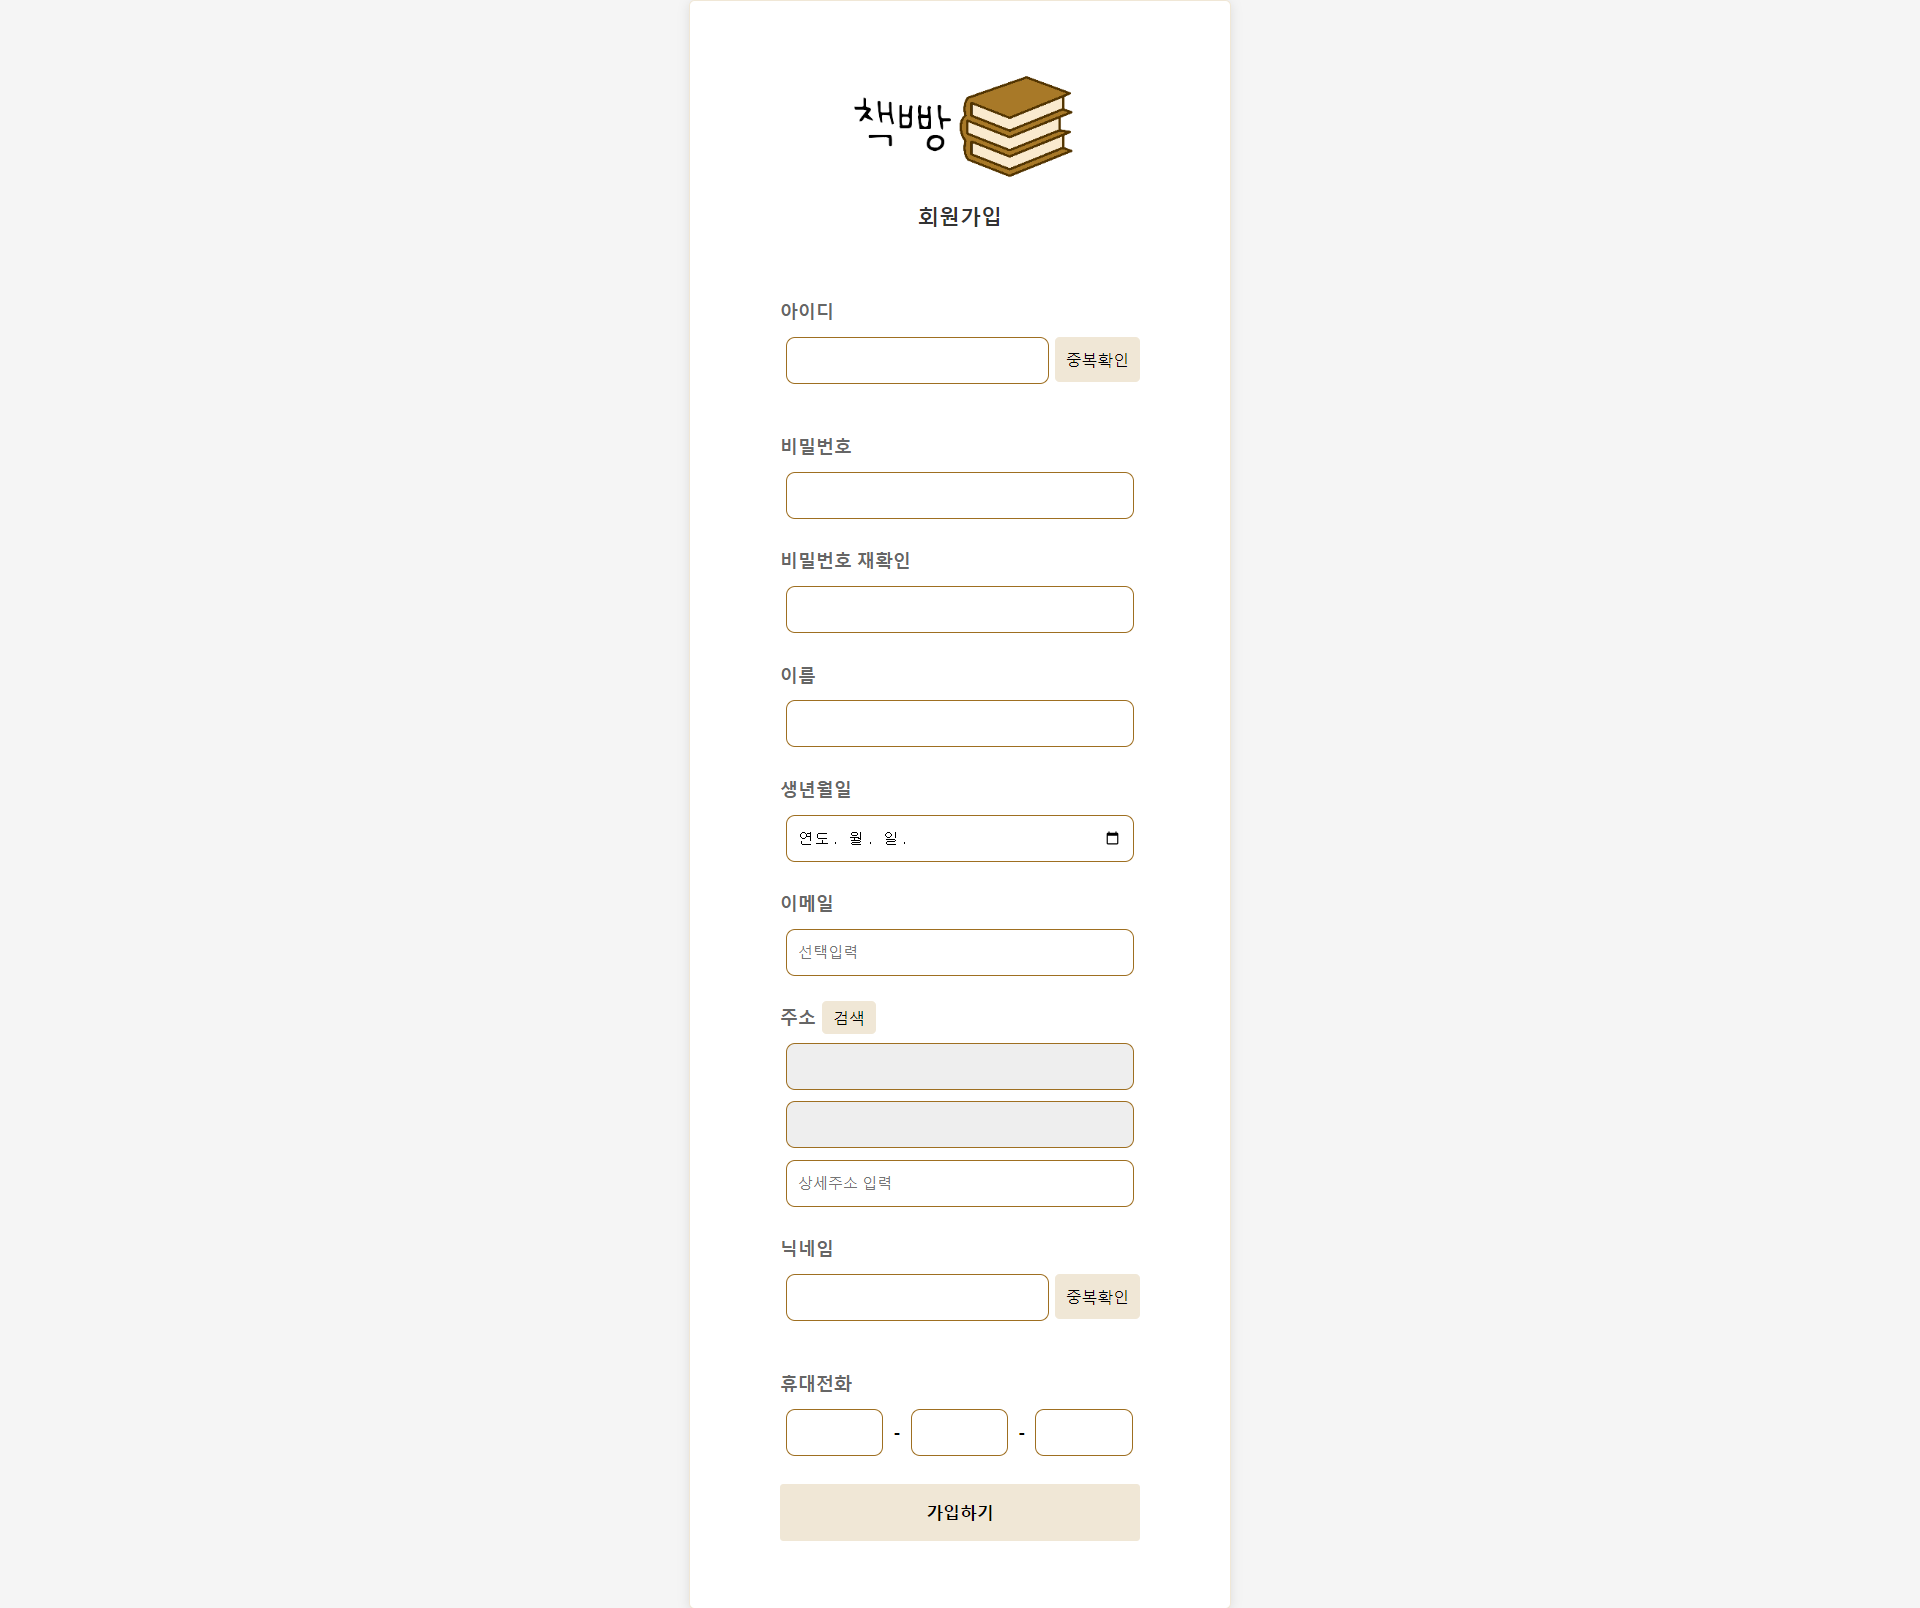 책빵
회원가입
아이디
중복확인
비밀번호
비밀번호 재확인
이름
생년월일
연도. 월. 일.
이메일
선택입력
주소 검색
상세주소 입력
닉네임
중복확인
휴대전화
- -
가입하기